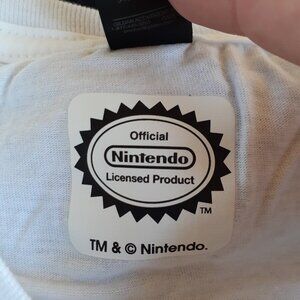 Official
Nintendo
Licensed Product
TM
TM & © Nintendo.